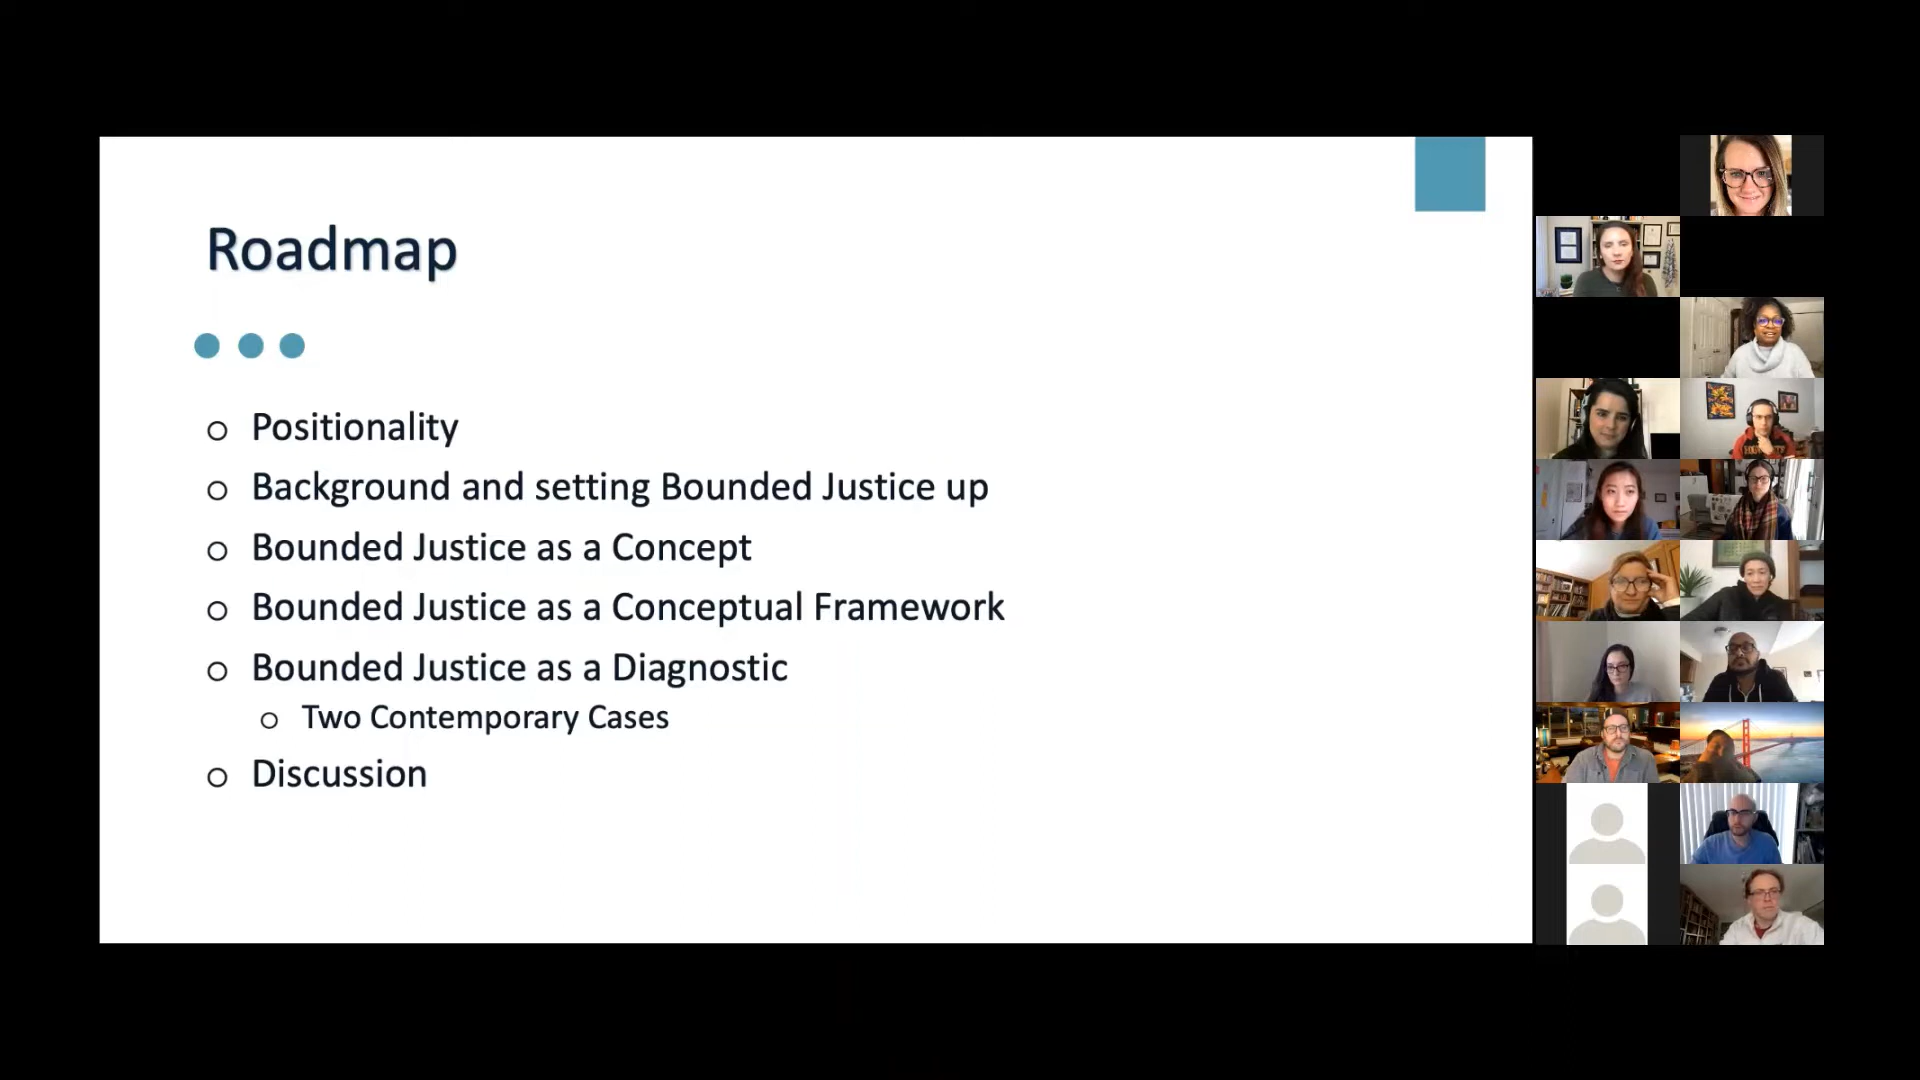 Roadmap
Positionality
Background and setting Bounded Justice up
Bounded Justice as a Concept
Bounded Justice as a Conceptual Framework
Bounded Justice as a Diagnostic
Two Contemporary Cases
Discussion